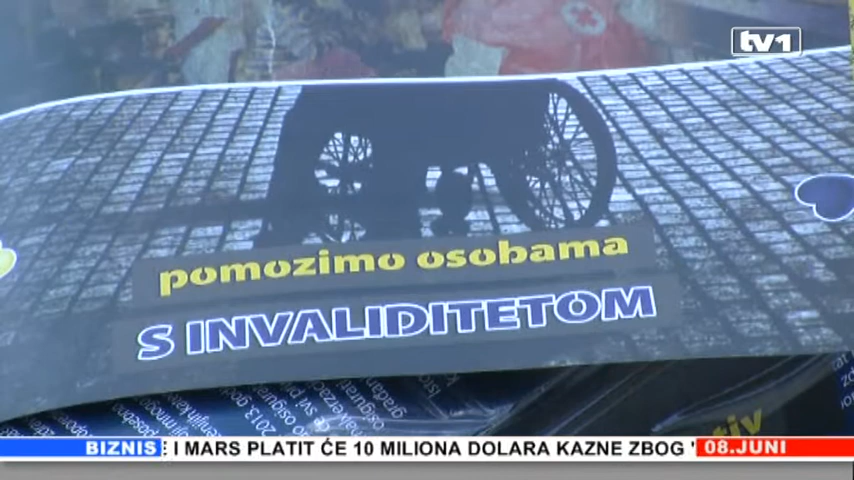 tv1
pomozimo osobama
S INVALIDITETOM
BIZNIS
I MARS PLATIT ĆE 10 MILIONA DOLARA KAZNE ZBOG '
08.JUNI